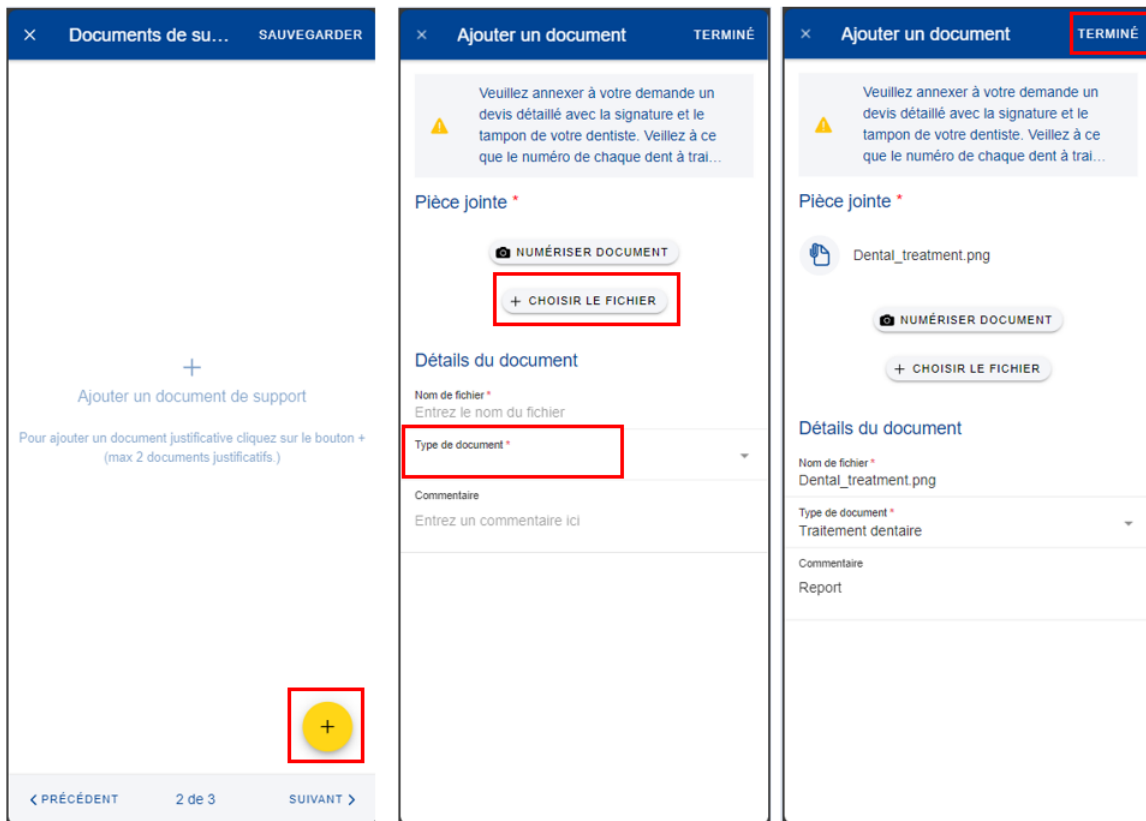 × Documents de su... SAUVEGARDER
+
Ajouter un document de support
Pour ajouter un document justificative cliquez sur le bouton +
(max 2 documents justificatifs.)
+
< PRÉCÉDENT 2 de 3 SUIVANT >
× Ajouter un document TERMINÉ
Veuillez annexer à votre demande un
devis détaillé avec la signature et le
tampon de votre dentiste. Veillez à ce
que le numéro de chaque dent à trai...
Pièce jointe *
NUMÉRISER DOCUMENT
+ CHOISIR LE FICHIER
Détails du document
Nom de fichier *
Entrez le nom du fichier
Type de document *
Commentaire
Entrez un commentaire ici
× Ajouter un document TERMINÉ
Veuillez annexer à votre demande un
devis détaillé avec la signature et le
tampon de votre dentiste. Veillez à ce
que le numéro de chaque dent à trai...
Pièce jointe *
Dental_treatment.png
NUMÉRISER DOCUMENT
+ CHOISIR LE FICHIER
Détails du document
Nom de fichier *
Dental_treatment.png
Type de document *
Traitement dentaire
Commentaire
Report